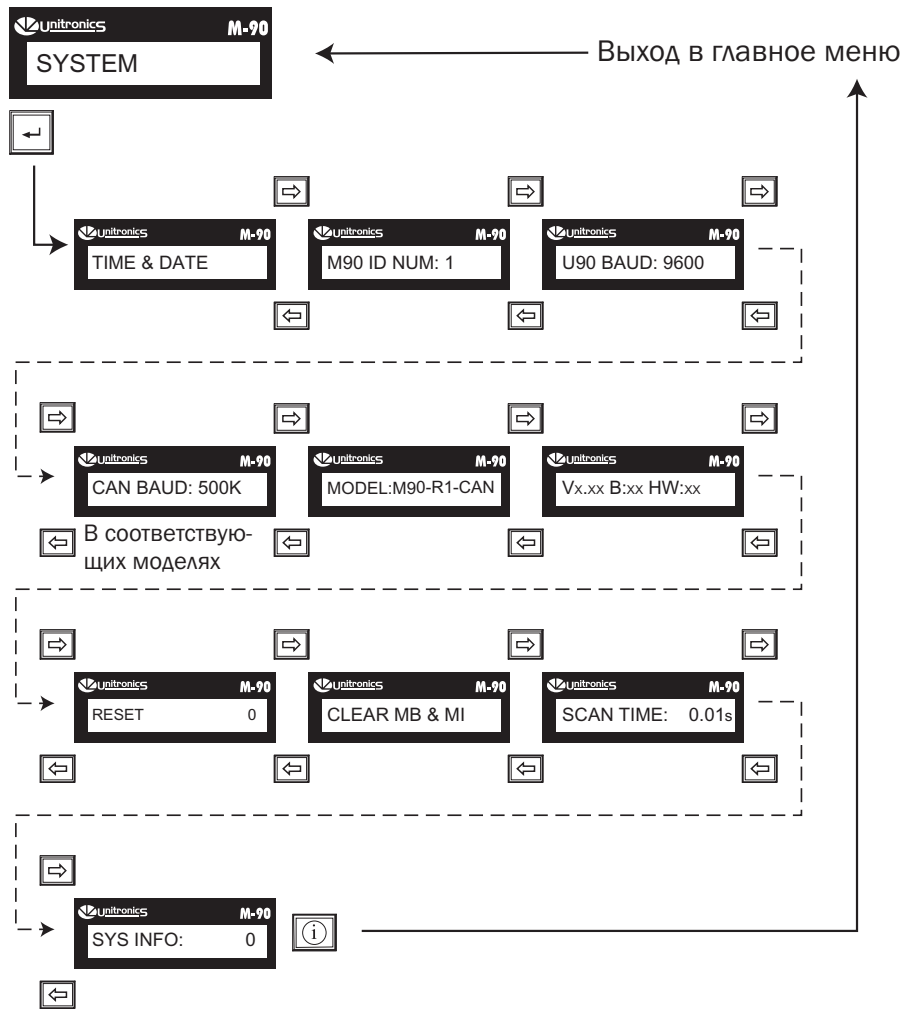 Unitronics M-90
SYSTEM
Выход в главное меню
Unitronics M-90
TIME & DATE
Unitronics M-90
M90 ID NUM: 1
Unitronics M-90
U90 BAUD: 9600
Unitronics M-90
CAN BAUD: 500K
В соответствую-
щих моделях
Unitronics M-90
MODEL:M90-R1-CAN
Unitronics M-90
Vx.xx B:xx HW:xx
Unitronics M-90
RESET 0
Unitronics M-90
CLEAR MB & MI
Unitronics M-90
SCAN TIME: 0.01s
Unitronics M-90
SYS INFO: 0
i